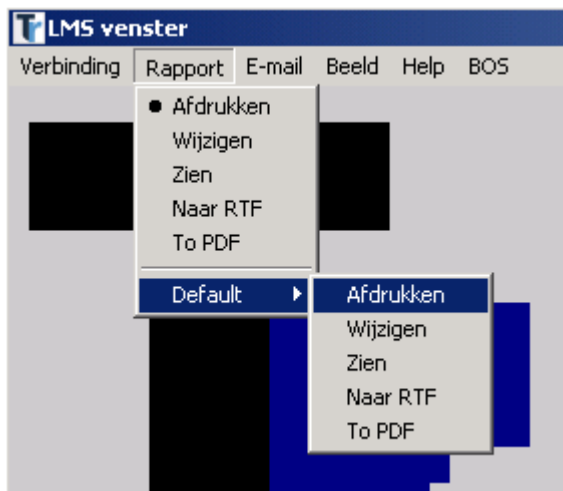 Tr LMS venster
Verbinding Rapport E-mail Beeld Help BOS
Afdrukken
Wijzigen
Zien
Naar RTF
To PDF
Default
Afdrukken
Wijzigen
Zien
Naar RTF
To PDF